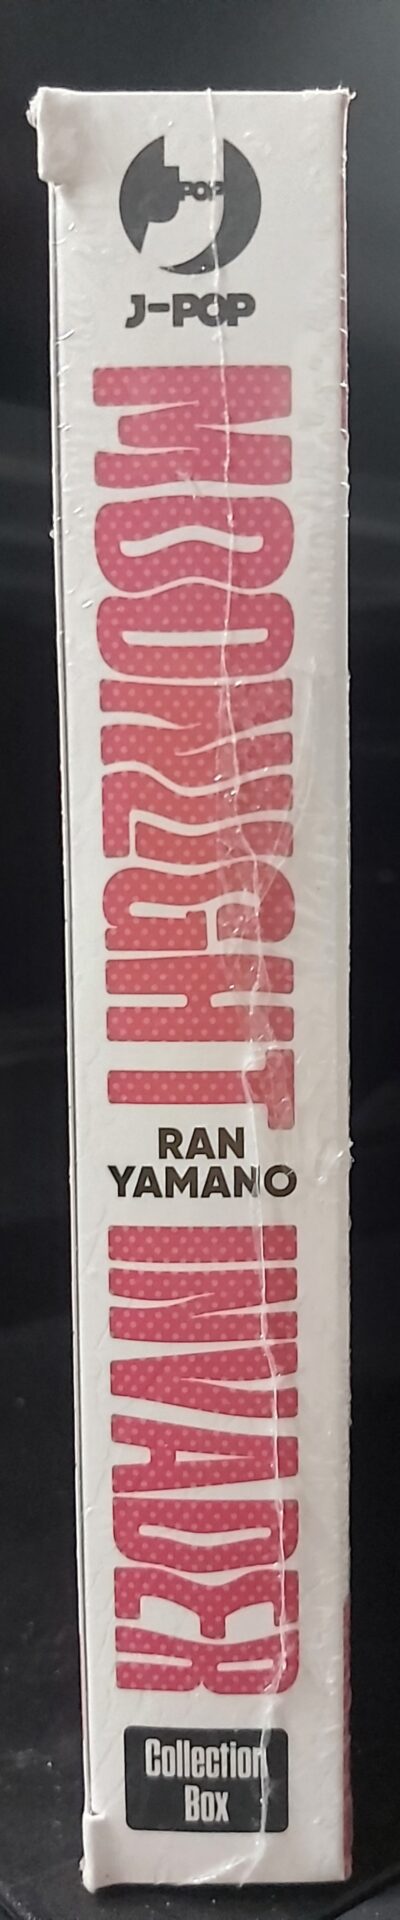 POP
J-POP
MOONLIGHT
RAN
YAMANO
INVADER
Collection
Box